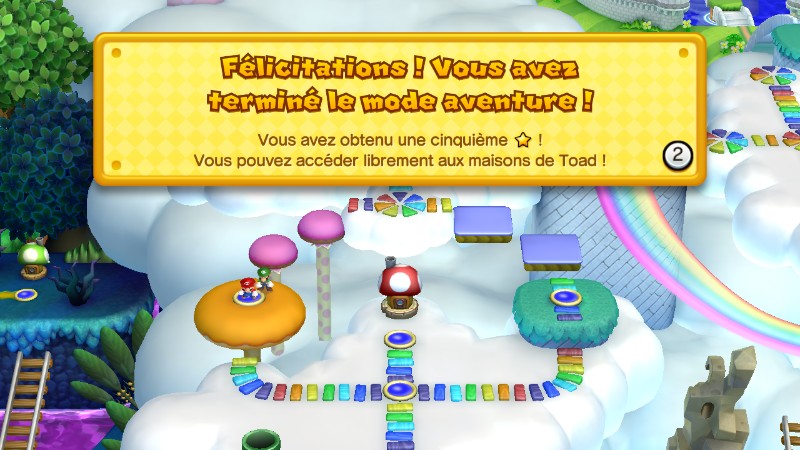 Félicitations ! Vous avez
terminé le mode aventure !
Vous avez obtenu une cinquième ⭐ !
Vous pouvez accéder librement aux maisons de Toad !
2